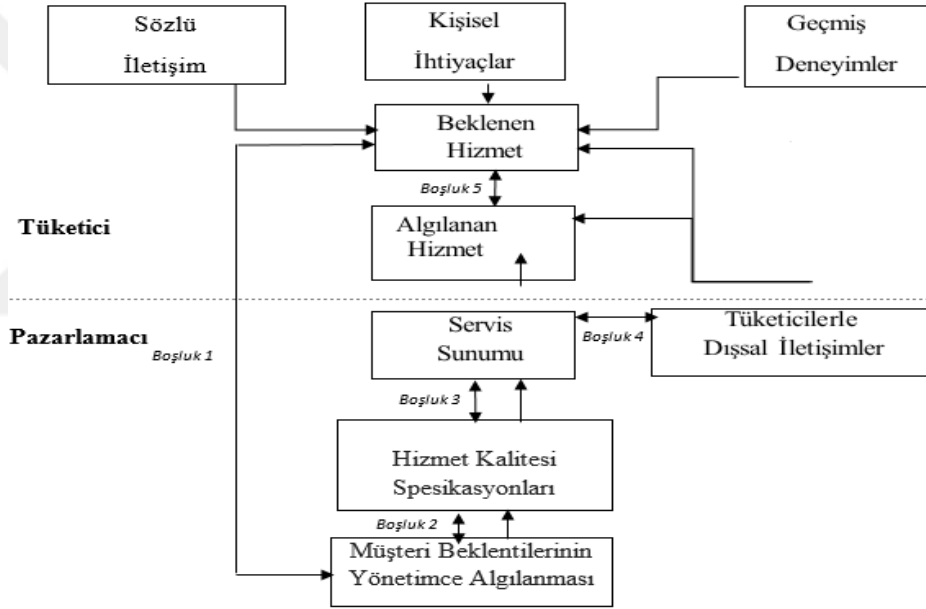 Sözlü
İletişim
Kişisel
İhtiyaçlar
Geçmiş
Deneyimler
Beklenen
Hizmet
Boşluk 5
Tüketici
Algılanan
Hizmet
Pazarlamacı
Boşluk 1
Servis
Sunumu
Boşluk 4
Tüketicilerle
Dışsal İletişimler
Boşluk 3
Hizmet Kalitesi
Spesikasyonları
Boşluk 2
Müşteri Beklentilerinin
Yönetimce Algılanması